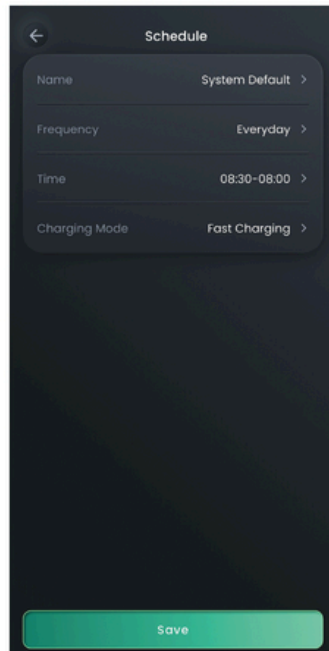 Schedule
Name System Default >
Frequency Everyday >
Time 08:30-08:00 >
Charging Mode Fast Charging >
Save